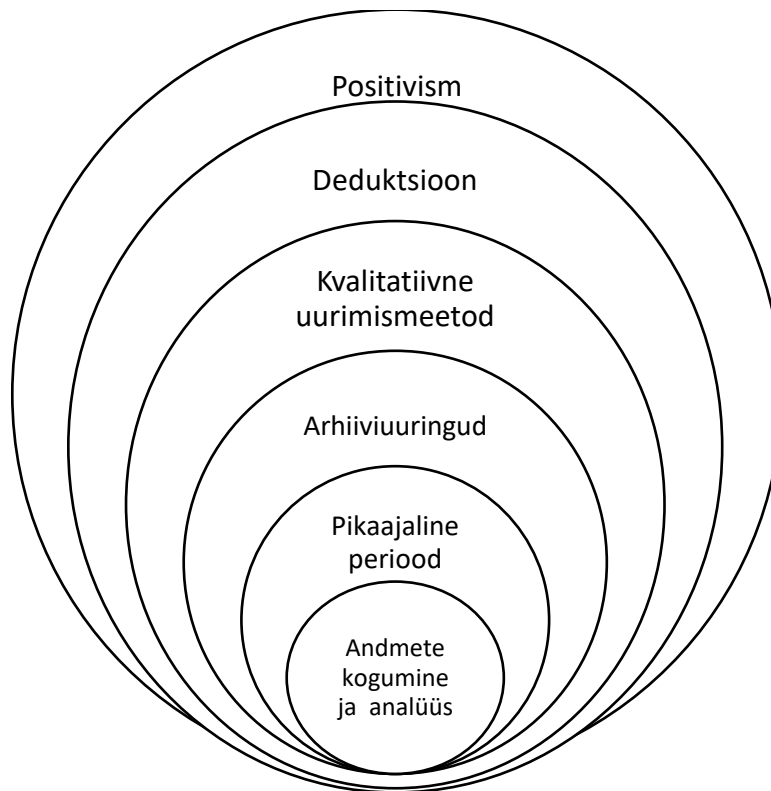 Positivism
Deduktsioon
Kvalitatiivne
uurimismeetod
Arhiiviuuringud
Pikaajaline
periood
Andmete
kogumine
ja analüüs